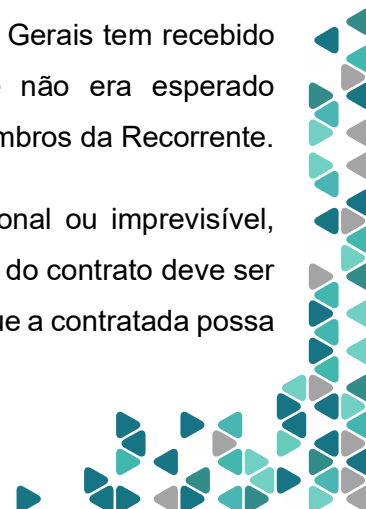 Gerais tem recebido
não era esperado
mbros da Recorrente.
onal ou imprevisível,
do contrato deve ser
ue a contratada possa